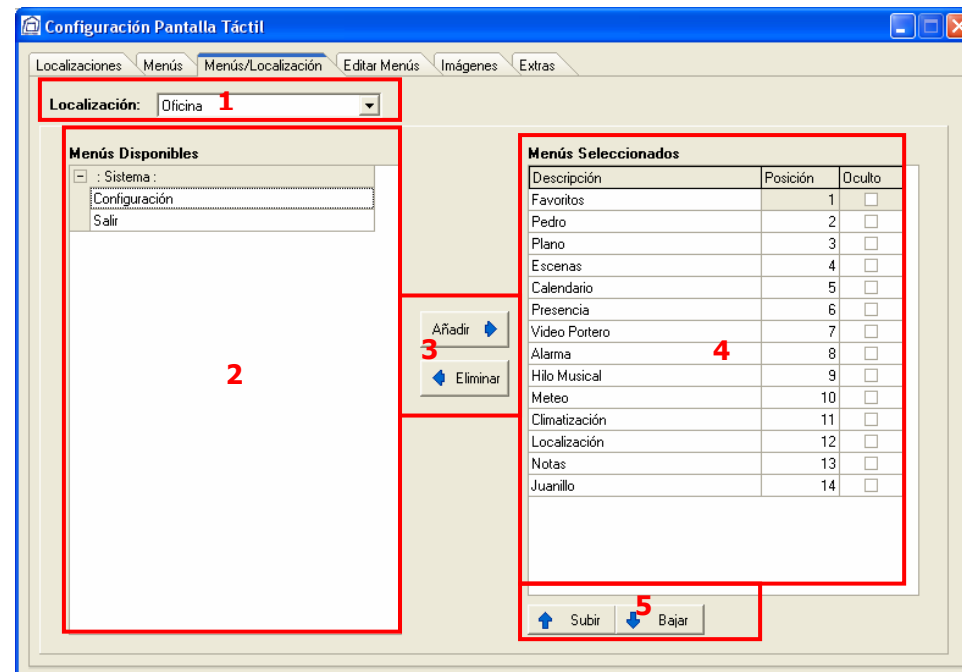 Configuración Pantalla Táctil
Localizaciones Menús Menús/Localización Editar Menús Imágenes Extras
Localización: Oficina 1
Menús Disponibles
: Sistema :
Configuración
Salir
2
Añadir
3
Eliminar
Menús Seleccionados
Descripción Posición Oculto
Favoritos 1
Pedro 2
Plano 3
Escenas 4
Calendario 5
Presencia 6
Video Portero 7
Alarma 8
4
Hilo Musical 9
Meteo 10
Climatización 11
Localización 12
Notas 13
Juanillo 14
Subir 5 Bajar